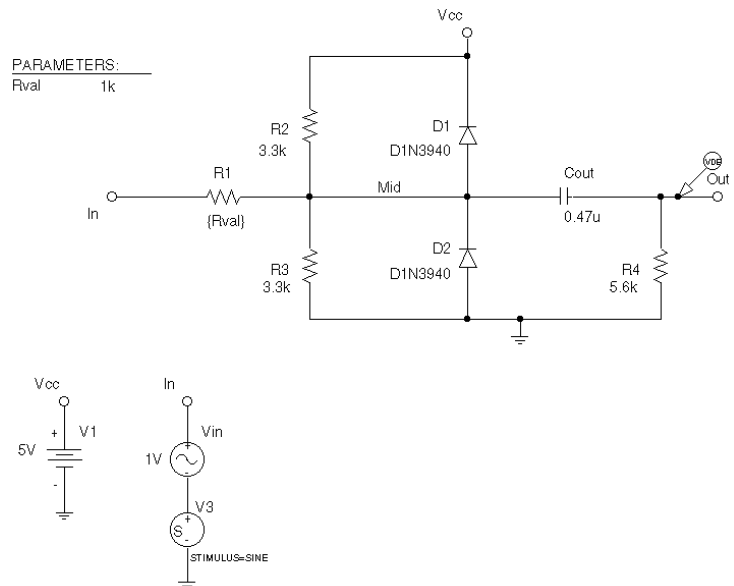 Vcc
PARAMETERS:
Rval 1k
R2
3.3k
D1
D1N3940
R1
{Rval}
In
Mid
Cout
0.47u
VDB
Out
R3
3.3k
D2
D1N3940
R4
5.6k
Vcc
+
V1
5V
-
In
Vin
+
1V
-
V3
+
S
-
STIMULUS=SINE